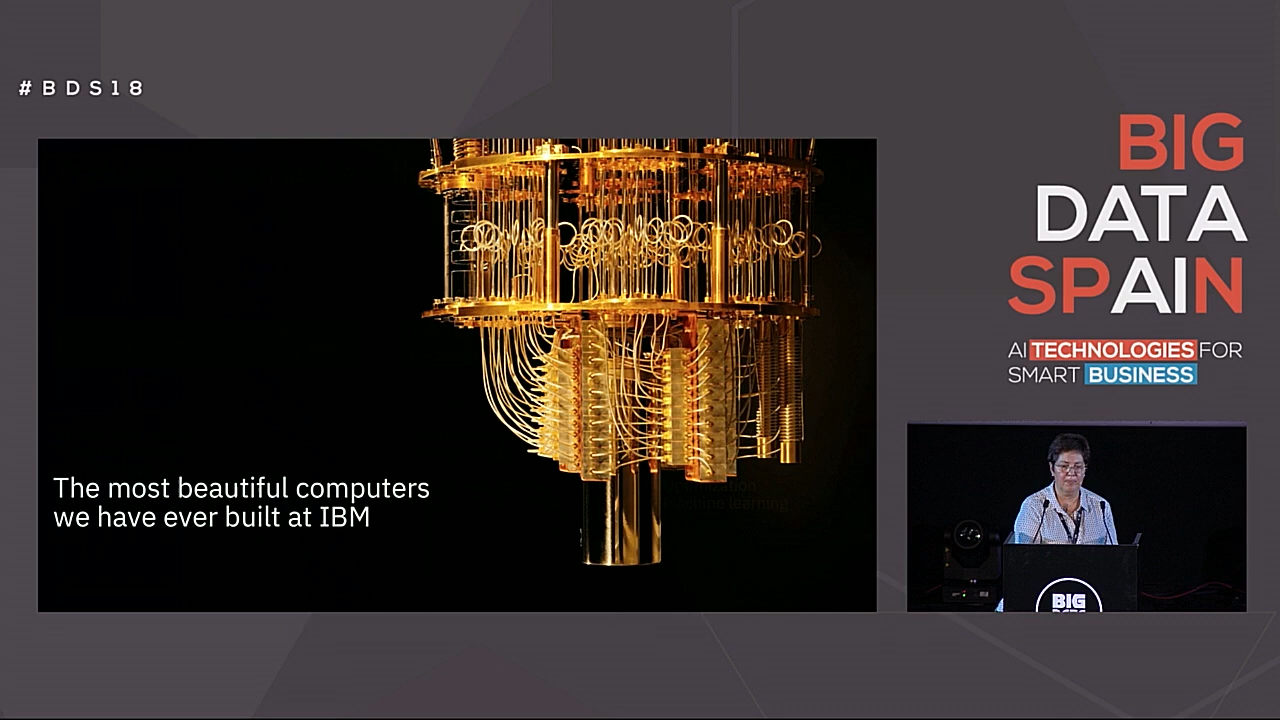 #BDS18
BIG
DATA
SPAIN
AI TECHNOLOGIES FOR
SMART BUSINESS
The most beautiful computers
we have ever built at IBM
BIG